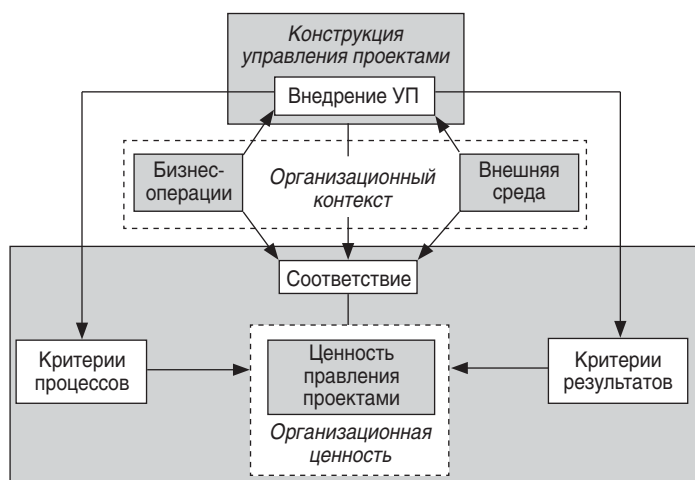 Конструкция
управления проектами
Внедрение УП
Бизнес-
операции
Организационный
контекст
Внешняя
среда
Соответствие
Критерии
процессов
Ценность
правления
проектами
Организационная
ценность
Критерии
результатов